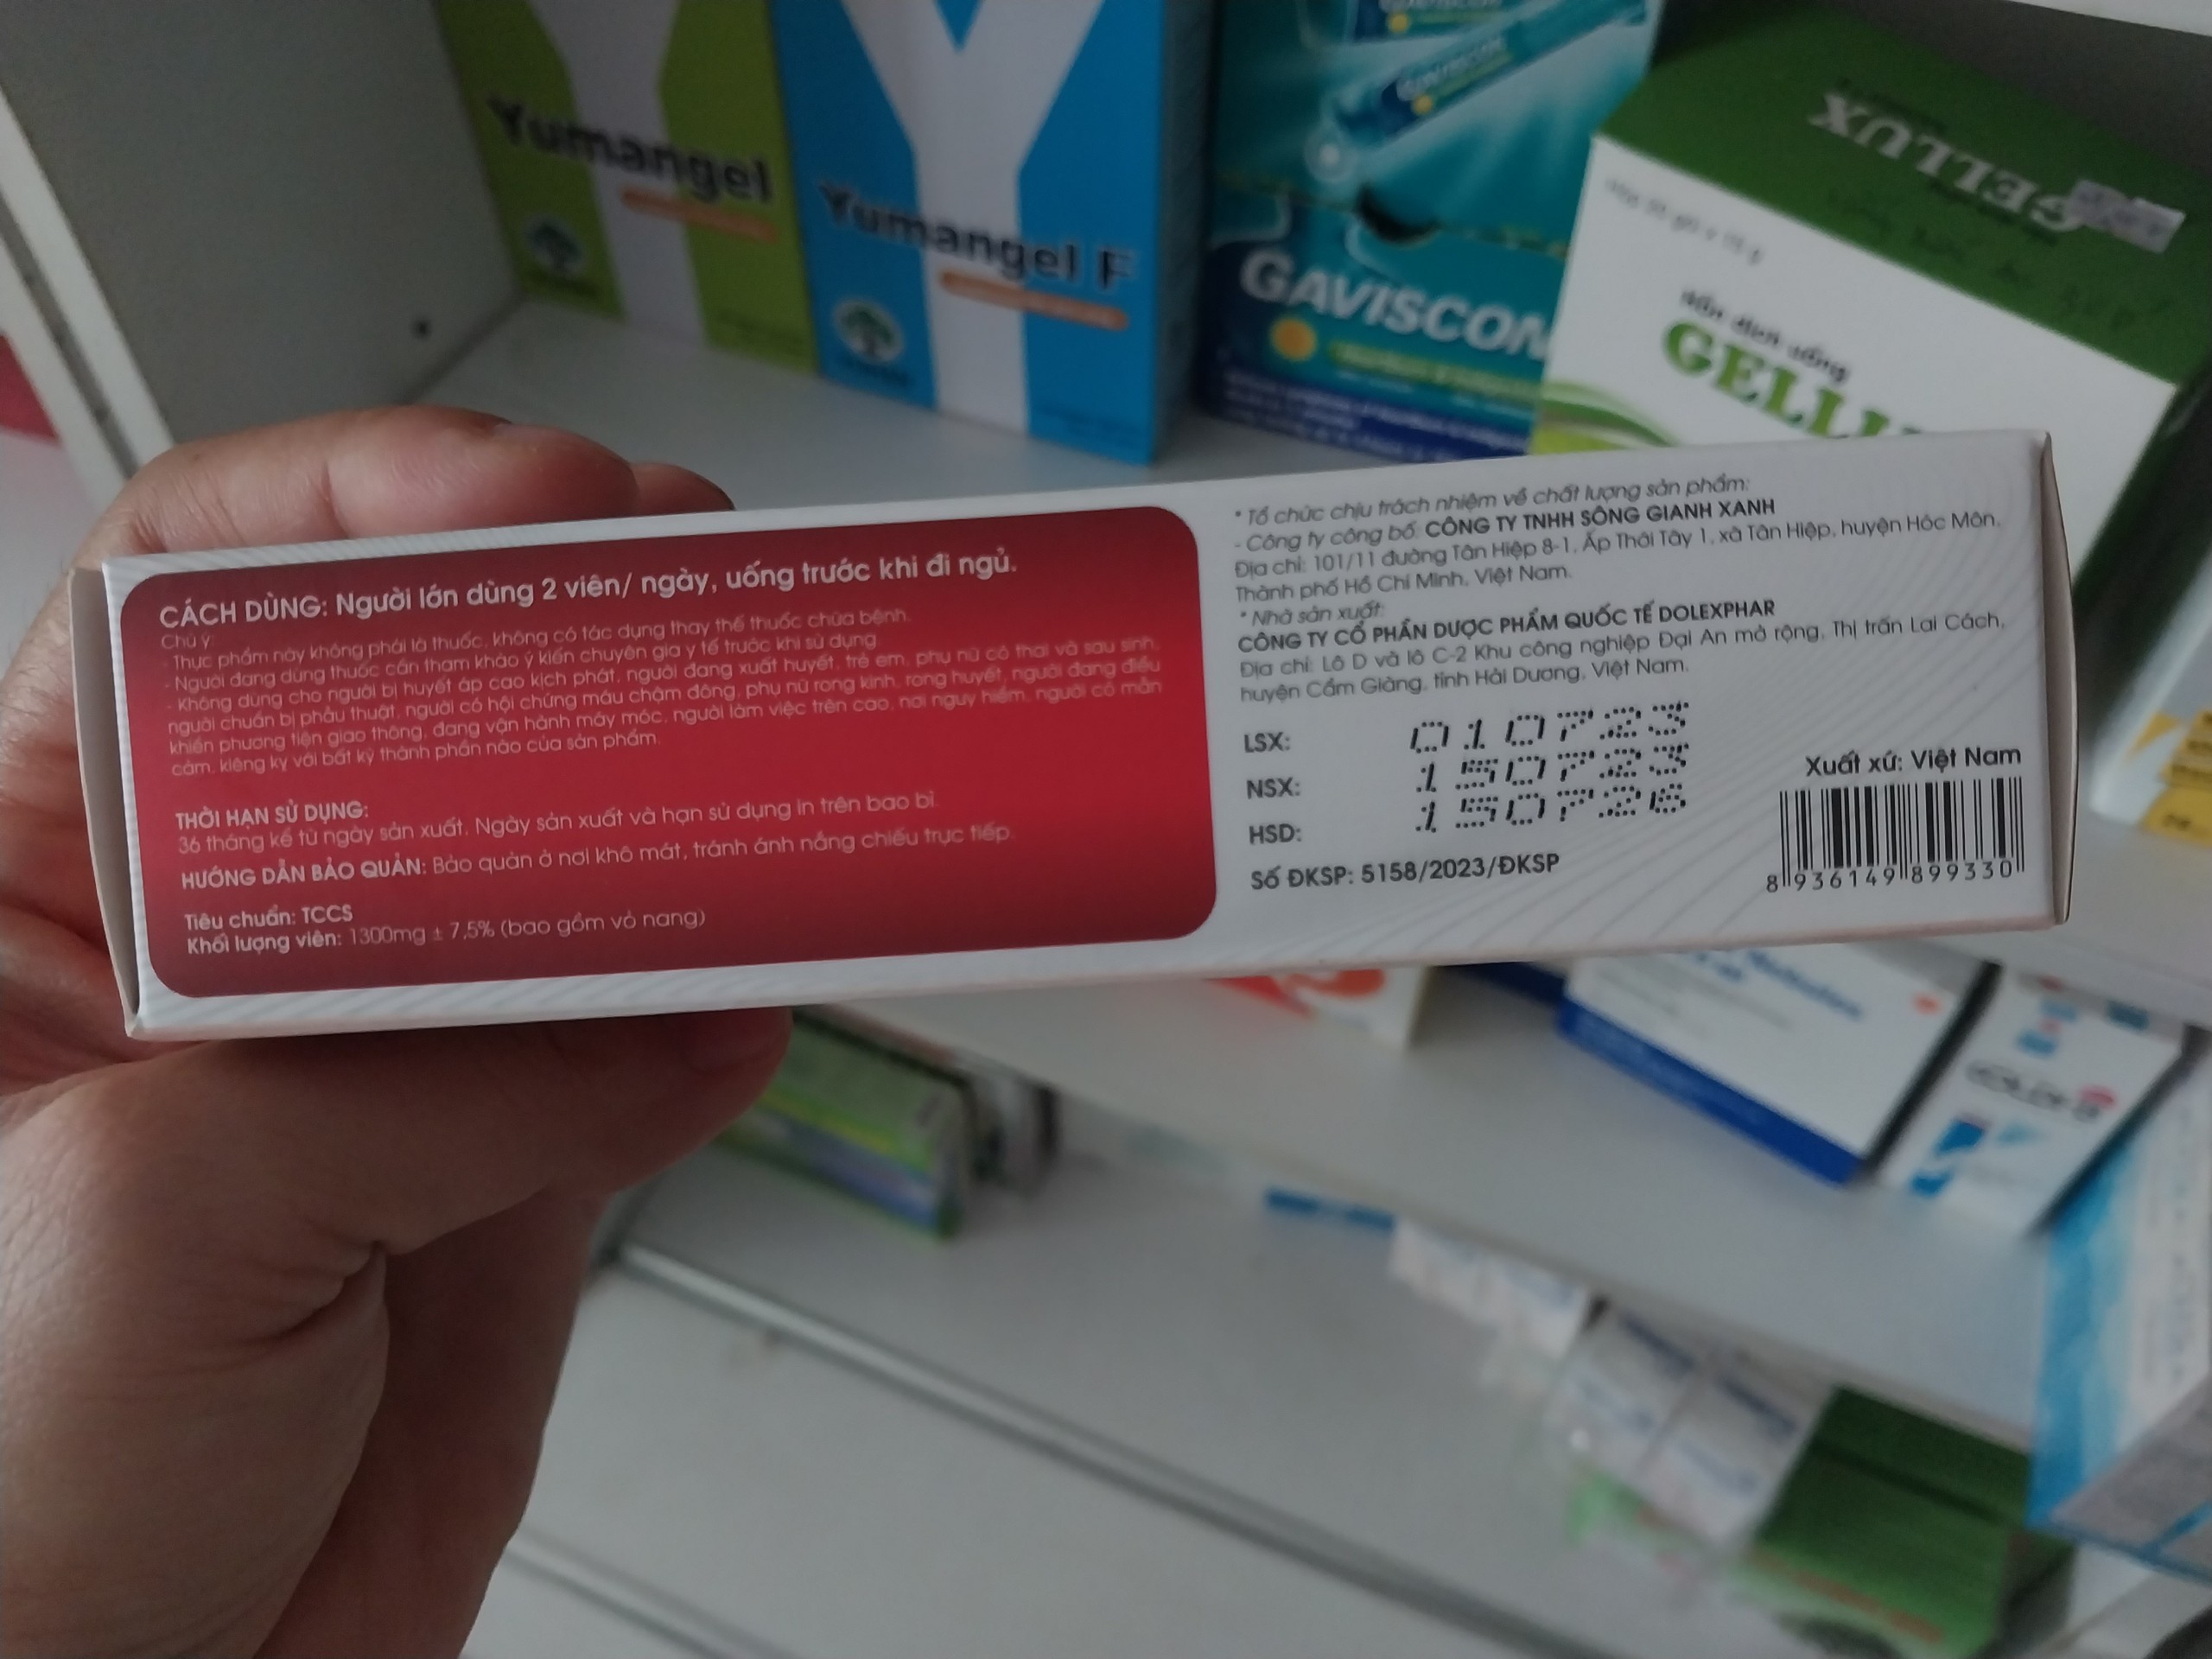 Yumangel
Yumangel F
GAVISCON
GELLUX
Hỗn dịch uống
GELLU
CÁCH DÙNG: Người lớn dùng 2 viên/ ngày, uống trước khi đi ngủ.
Chú ý:
- Thực phẩm này không phải là thuốc, không có tác dụng thay thế thuốc chữa bệnh.
- Người đang dùng thuốc cần tham khảo ý kiến chuyên gia y tế trước khi sử dụng
- Không dùng cho người bị huyết áp cao kịch phát, người đang xuất huyết, trẻ em, phụ nữ có thai và sau sinh,
người chuẩn bị phẫu thuật, người có hội chứng máu chậm đông, phụ nữ rong kinh, rong huyết, người đang điều
khiển phương tiện giao thông, đang vận hành máy móc, người làm việc trên cao, nơi nguy hiểm, người có mẫn
cảm, kiêng kỵ với bất kỳ thành phần nào của sản phẩm.
THỜI HẠN SỬ DỤNG:
36 tháng kể từ ngày sản xuất. Ngày sản xuất và hạn sử dụng in trên bao bì.
HƯỚNG DẪN BẢO QUẢN: Bảo quản ở nơi khô mát, tránh ánh nắng chiếu trực tiếp.
Tiêu chuẩn: TCCS
Khối lượng viên: 1300mg ± 7,5% (bao gồm vỏ nang)
* Tổ chức chịu trách nhiệm về chất lượng sản phẩm:
- Công ty công bố: CÔNG TY TNHH SÔNG GIANH XANH
Địa chỉ: 101/11 đường Tân Hiệp 8-1, Ấp Thới Tây 1, xã Tân Hiệp, huyện Hóc Môn,
Thành phố Hồ Chí Minh, Việt Nam.
* Nhà sản xuất:
CÔNG TY CỔ PHẦN DƯỢC PHẨM QUỐC TẾ DOLEXPHAR
Địa chỉ: Lô D và lô C-2 Khu công nghiệp Đại An mở rộng, Thị trấn Lai Cách,
huyện Cẩm Giàng, tỉnh Hải Dương, Việt Nam.
LSX: 010723
NSX: 150723
HSD: 150726
Số ĐKSP: 5158/2023/ĐKSP
Xuất xứ: Việt Nam
8 936149 899330